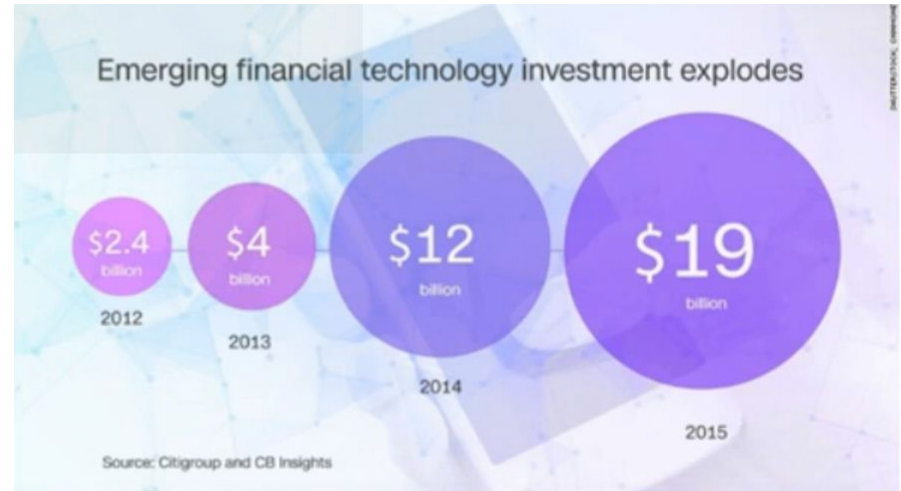 Emerging financial technology investment explodes
$2.4
billion
2012
$4
billion
2013
$12
billion
2014
$19
billion
2015
Source: Citigroup and CB Insights